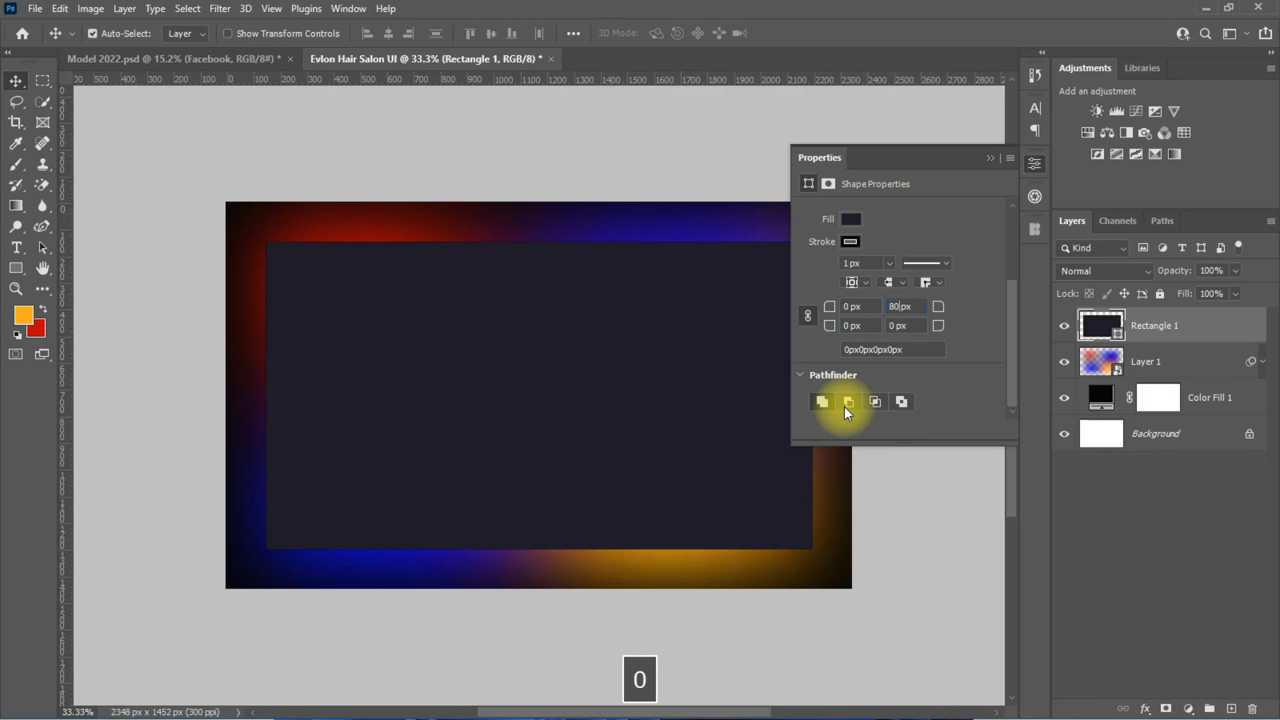 Ps File Edit Image Layer Type Select Filter 3D View Plugins Window Help
Auto-Select: Layer Show Transform Controls 3D Mode:
Model 2022.psd @ 15.2% (Facebook, RGB/8#) * × Evlon Hair Salon UI @ 33.3% (Rectangle 1, RGB/8) * ×
Adjustments Libraries
Add an adjustment
Properties
Shape Properties
Fill
Stroke
1 px
0 px 80px
0 px 0 px
0px0px0px0px
Pathfinder
Layers Channels Paths
Kind
Normal Opacity: 100%
Lock: Fill: 100%
Rectangle 1
Layer 1
Color Fill 1
Background
0
33.33% 2348 px x 1452 px (300 ppi)